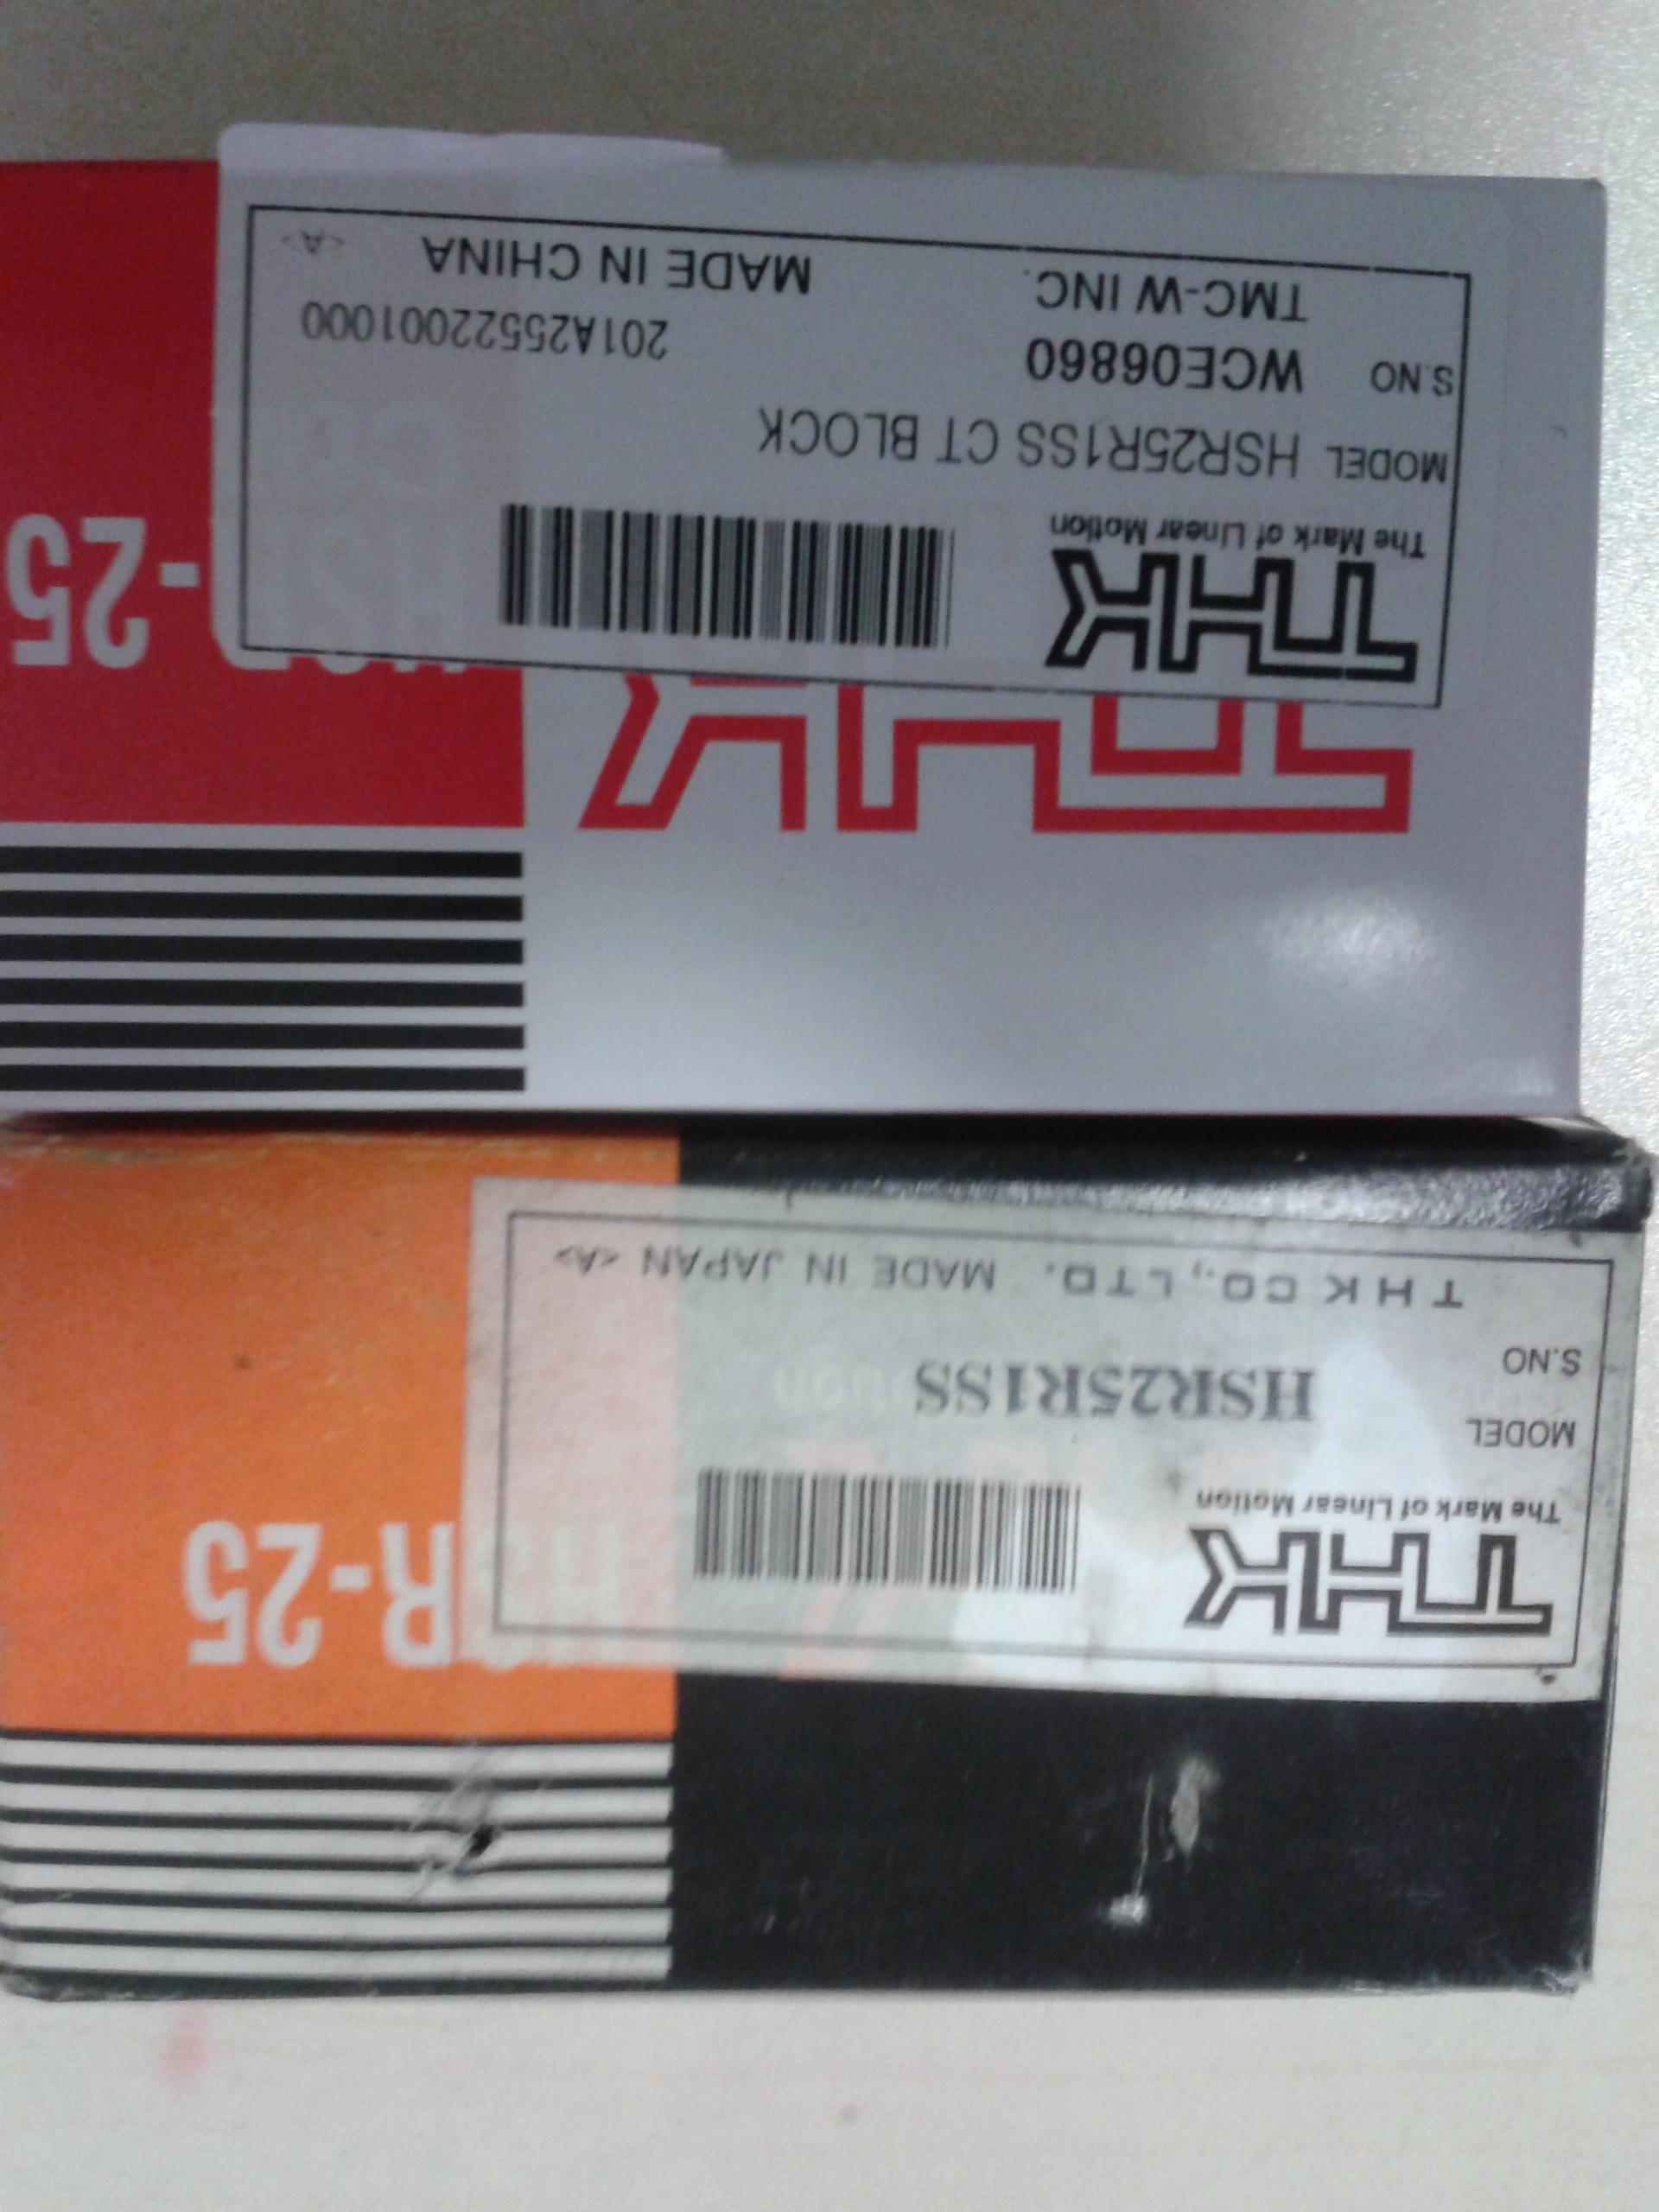 THK
The Mark of Linear Motion
MODEL HSR25R1SS CT BLOCK
S.NO WCE06860 201A25522001000
TMC-W INC. MADE IN CHINA <A>
THK
-25
THK
The Mark of Linear Motion
MODEL
HSR25R1SS
S.NO
THK CO., LTD. MADE IN JAPAN <A>
HSR-25